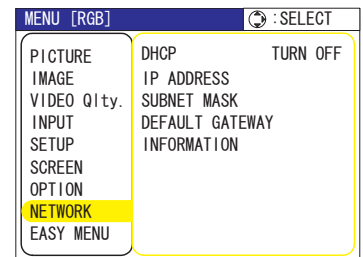 MENU [RGB] :SELECT
PICTURE
IMAGE
VIDEO Qlty.
INPUT
SETUP
SCREEN
OPTION
NETWORK
EASY MENU
DHCP TURN OFF
IP ADDRESS
SUBNET MASK
DEFAULT GATEWAY
INFORMATION